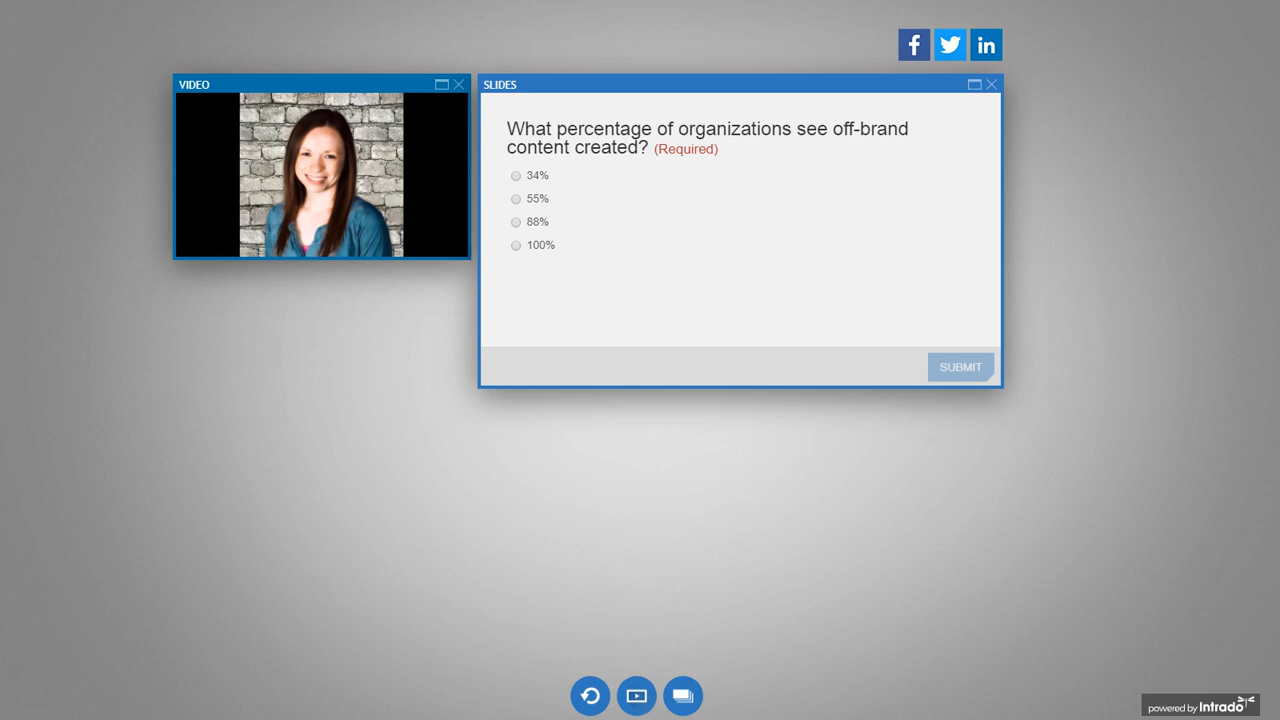 VIDEO
SLIDES
What percentage of organizations see off-brand
content created? (Required)
34%
55%
88%
100%
SUBMIT
powered by Intrado